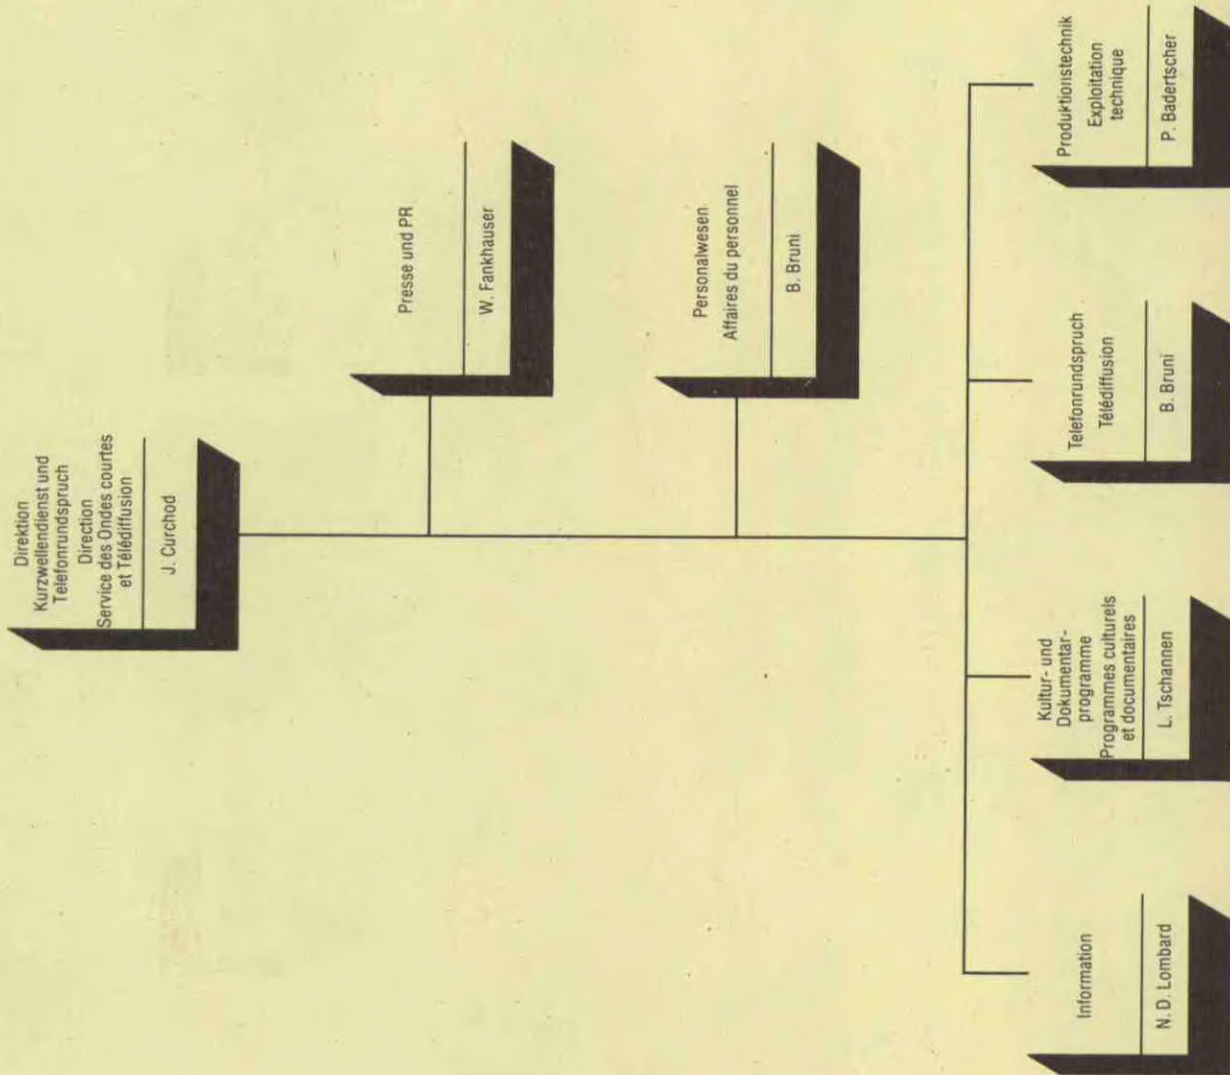 Direktion
Kurzwellendienst und
Telefonrundspruch
Direction
Service des Ondes courtes
et Télédiffusion
J. Curchod
Presse und PR
W. Fankhauser
Personalwesen
Affaires du personnel
B. Bruni
Information
N. D. Lombard
Kultur- und
Dokumentar-
programme
Programmes culturels
et documentaires
L. Tschannen
Telefonrundspruch
Télédiffusion
B. Bruni
Produktionstechnik
Exploitation
technique
P. Badertscher